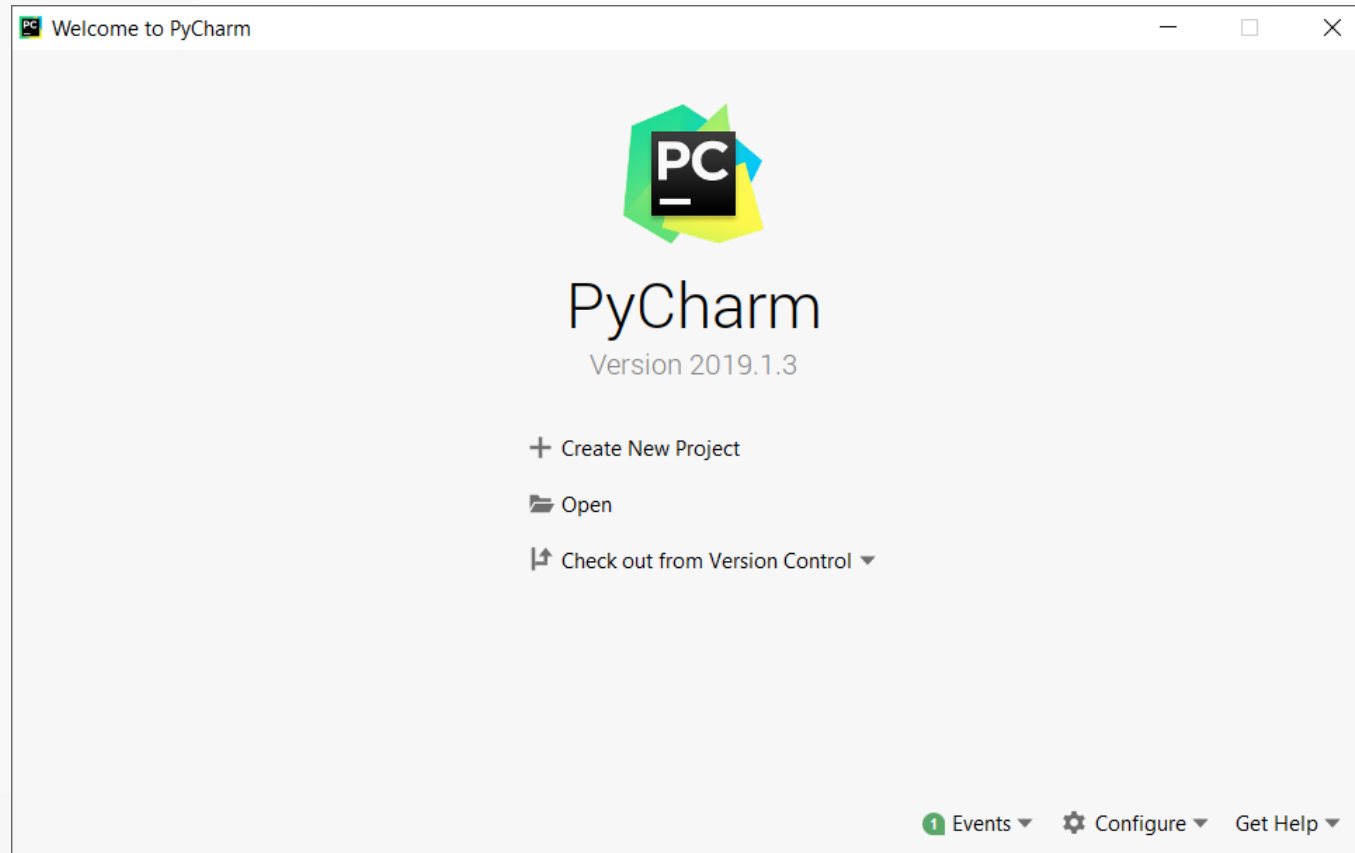 Welcome to PyCharm
PC
PyCharm
Version 2019.1.3
Create New Project
Open
Check out from Version Control
1 Events Configure Get Help